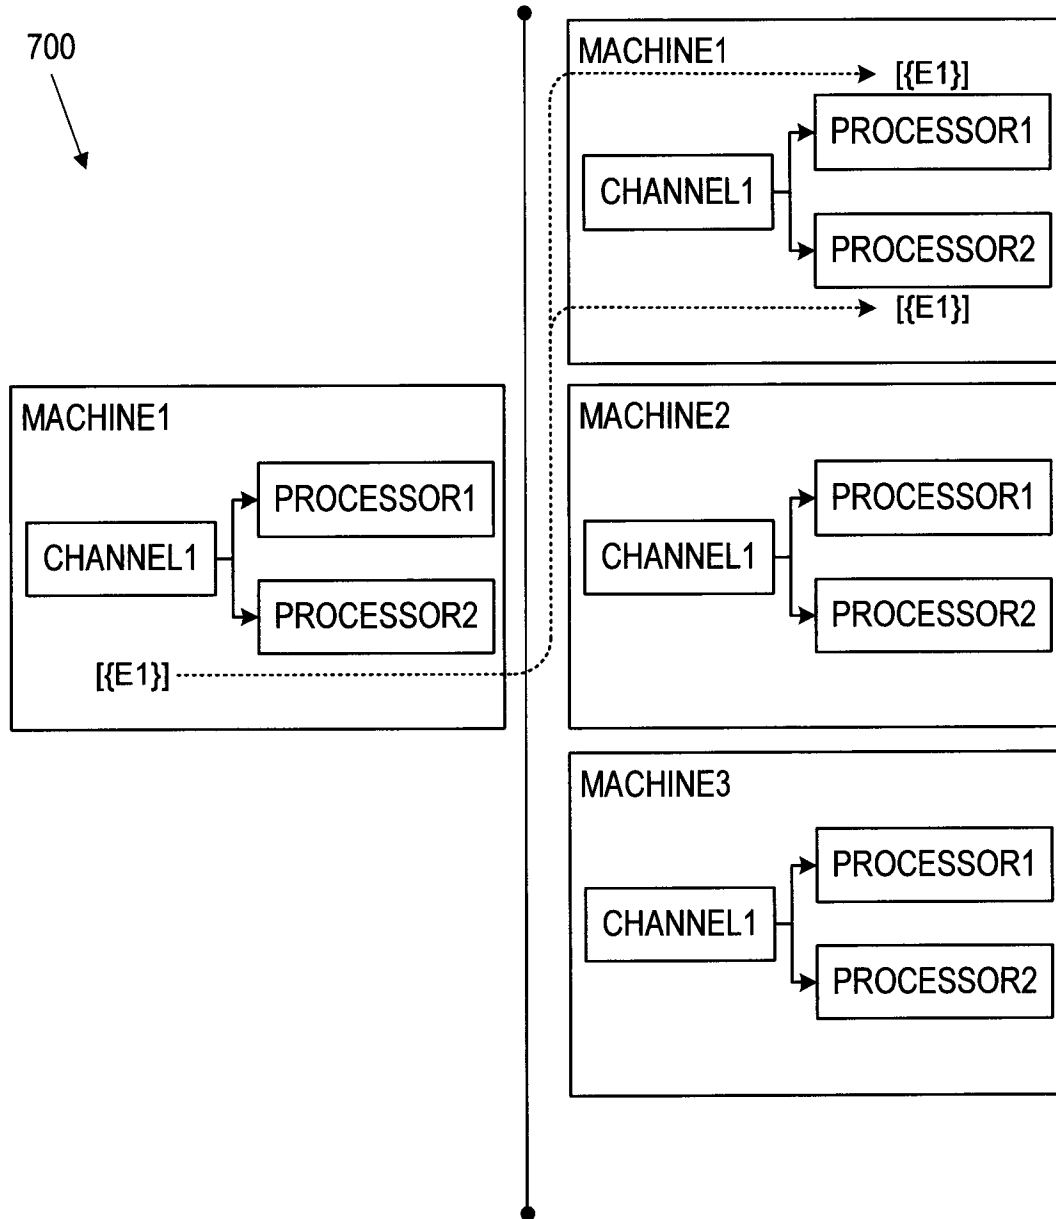 700
MACHINE1
CHANNEL1
PROCESSOR1
PROCESSOR2
[{E1}]
MACHINE1
[{E1}]
CHANNEL1
PROCESSOR1
PROCESSOR2
[{E1}]
MACHINE2
CHANNEL1
PROCESSOR1
PROCESSOR2
MACHINE3
CHANNEL1
PROCESSOR1
PROCESSOR2